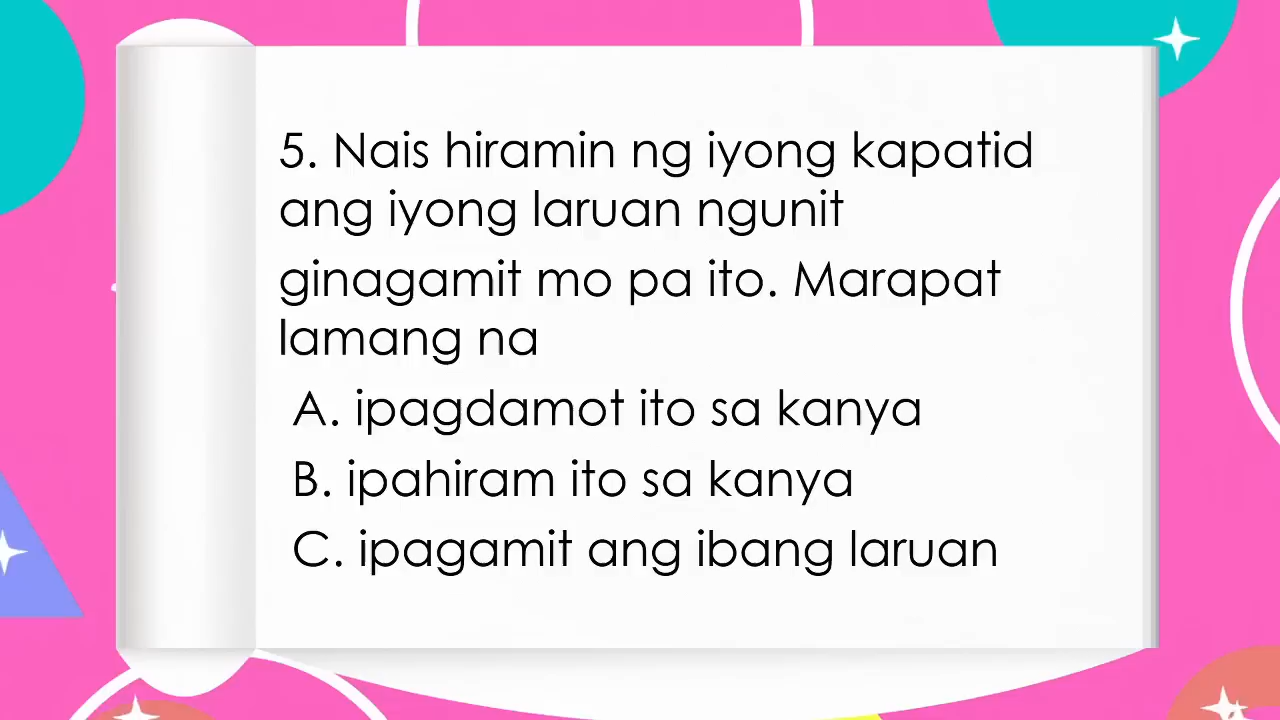 5. Nais hiramin ng iyong kapatid
ang iyong laruan ngunit
ginagamit mo pa ito. Marapat
lamang na
A. ipagdamot ito sa kanya
B. ipahiram ito sa kanya
C. ipagamit ang ibang laruan